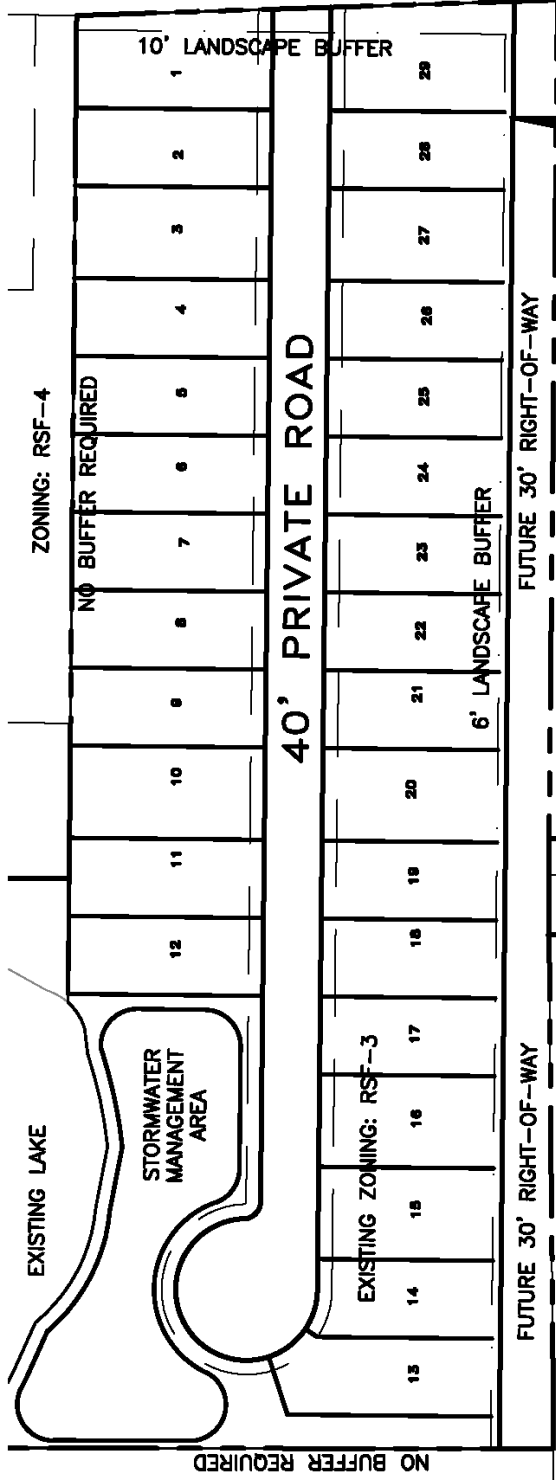 10' LANDSCAPE BUFFER
1
29
2
28
3
27
4
26
ZONING: RSF-4
NO BUFFER REQUIRED
5
25
6
24
7
23
8
22
9
21
10
20
11
19
12
18
40' PRIVATE ROAD
6' LANDSCAPE BUFFER
FUTURE 30' RIGHT-OF-WAY
17
16
15
14
13
EXISTING LAKE
STORMWATER
MANAGEMENT
AREA
EXISTING ZONING: RSF-3
FUTURE 30' RIGHT-OF-WAY
NO BUFFER REQUIRED